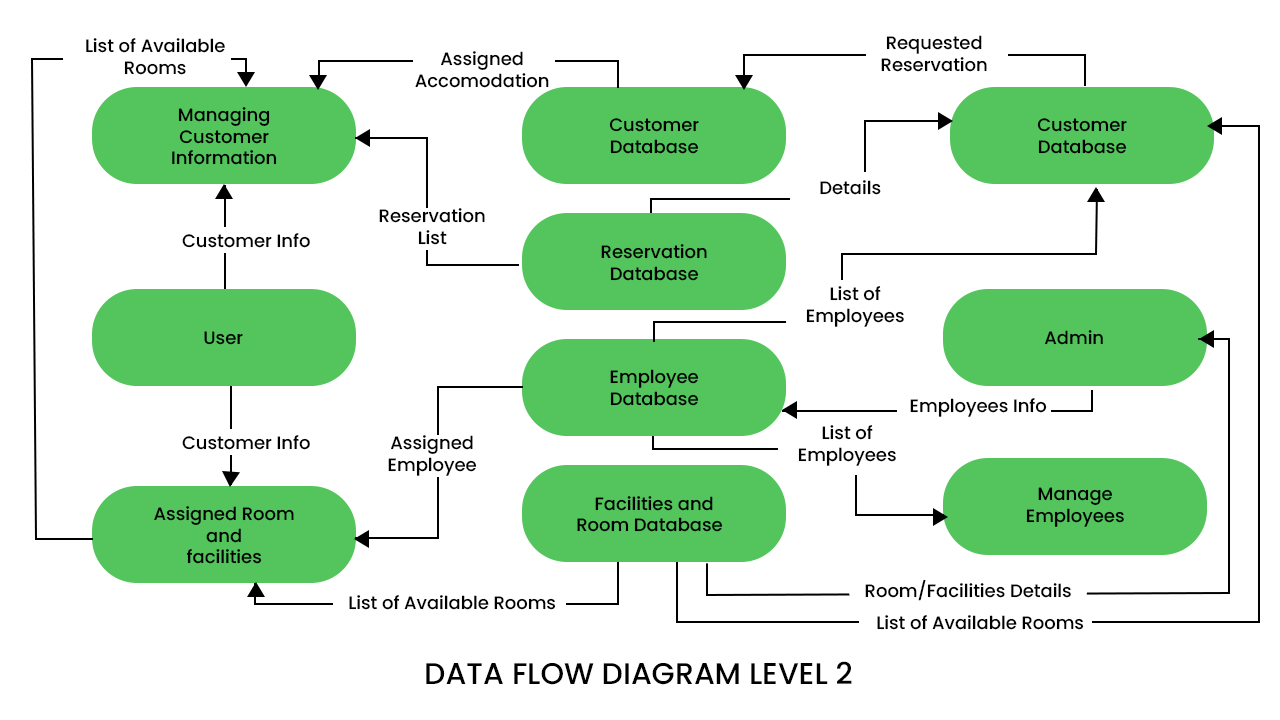 List of Available
Rooms
Assigned
Accomodation
Requested
Reservation
Managing
Customer
Information
Customer
Database
Customer
Database
Details
Reservation
List
Customer Info
Reservation
Database
List of
Employees
User
Admin
Employee
Database
Employees Info
Customer Info
Assigned
Employee
List of
Employees
Assigned Room
and
facilities
Facilities and
Room Database
Manage
Employees
List of Available Rooms
Room/Facilities Details
List of Available Rooms
DATA FLOW DIAGRAM LEVEL 2